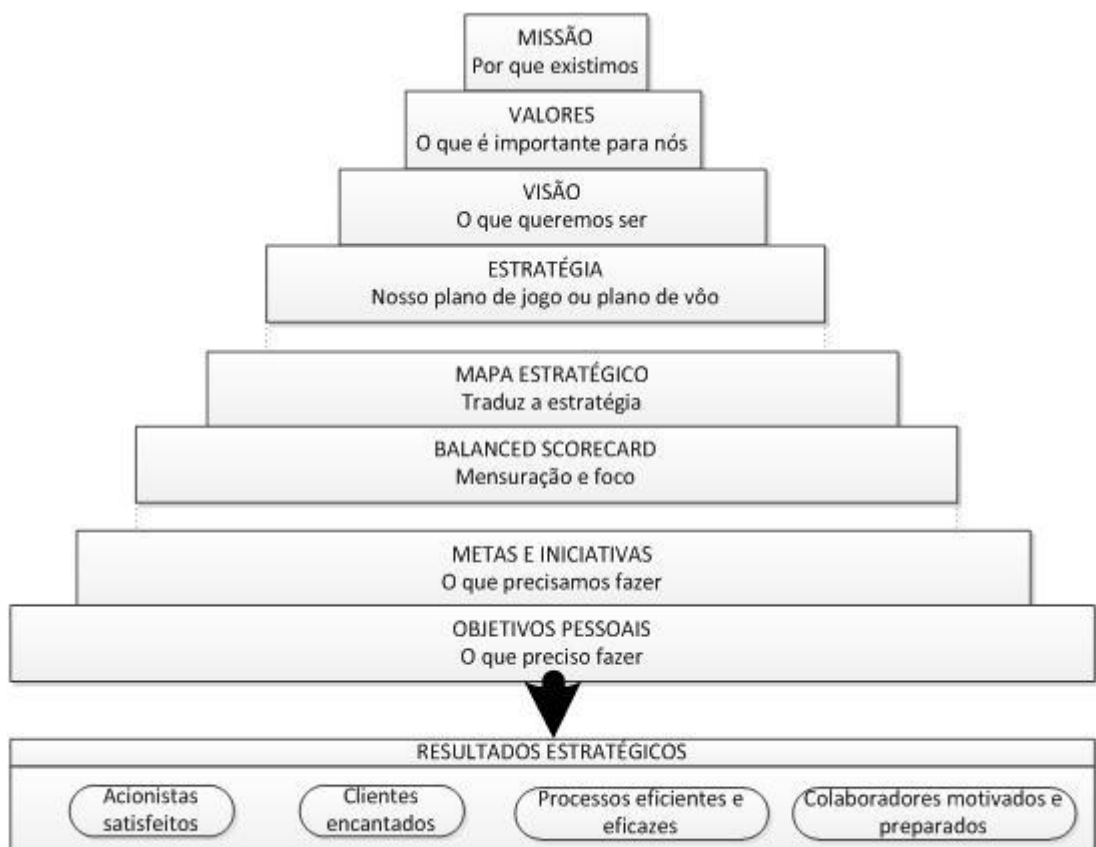 MISSÃO
Por que existimos
VALORES
O que é importante para nós
VISÃO
O que queremos ser
ESTRATÉGIA
Nosso plano de jogo ou plano de vôo
MAPA ESTRATÉGICO
Traduz a estratégia
BALANCED SCORECARD
Mensuração e foco
METAS E INICIATIVAS
O que precisamos fazer
OBJETIVOS PESSOAIS
O que preciso fazer
RESULTADOS ESTRATÉGICOS
Acionistas
satisfeitos
Clientes
encantados
Processos eficientes e
eficazes
Colaboradores motivados e
preparados